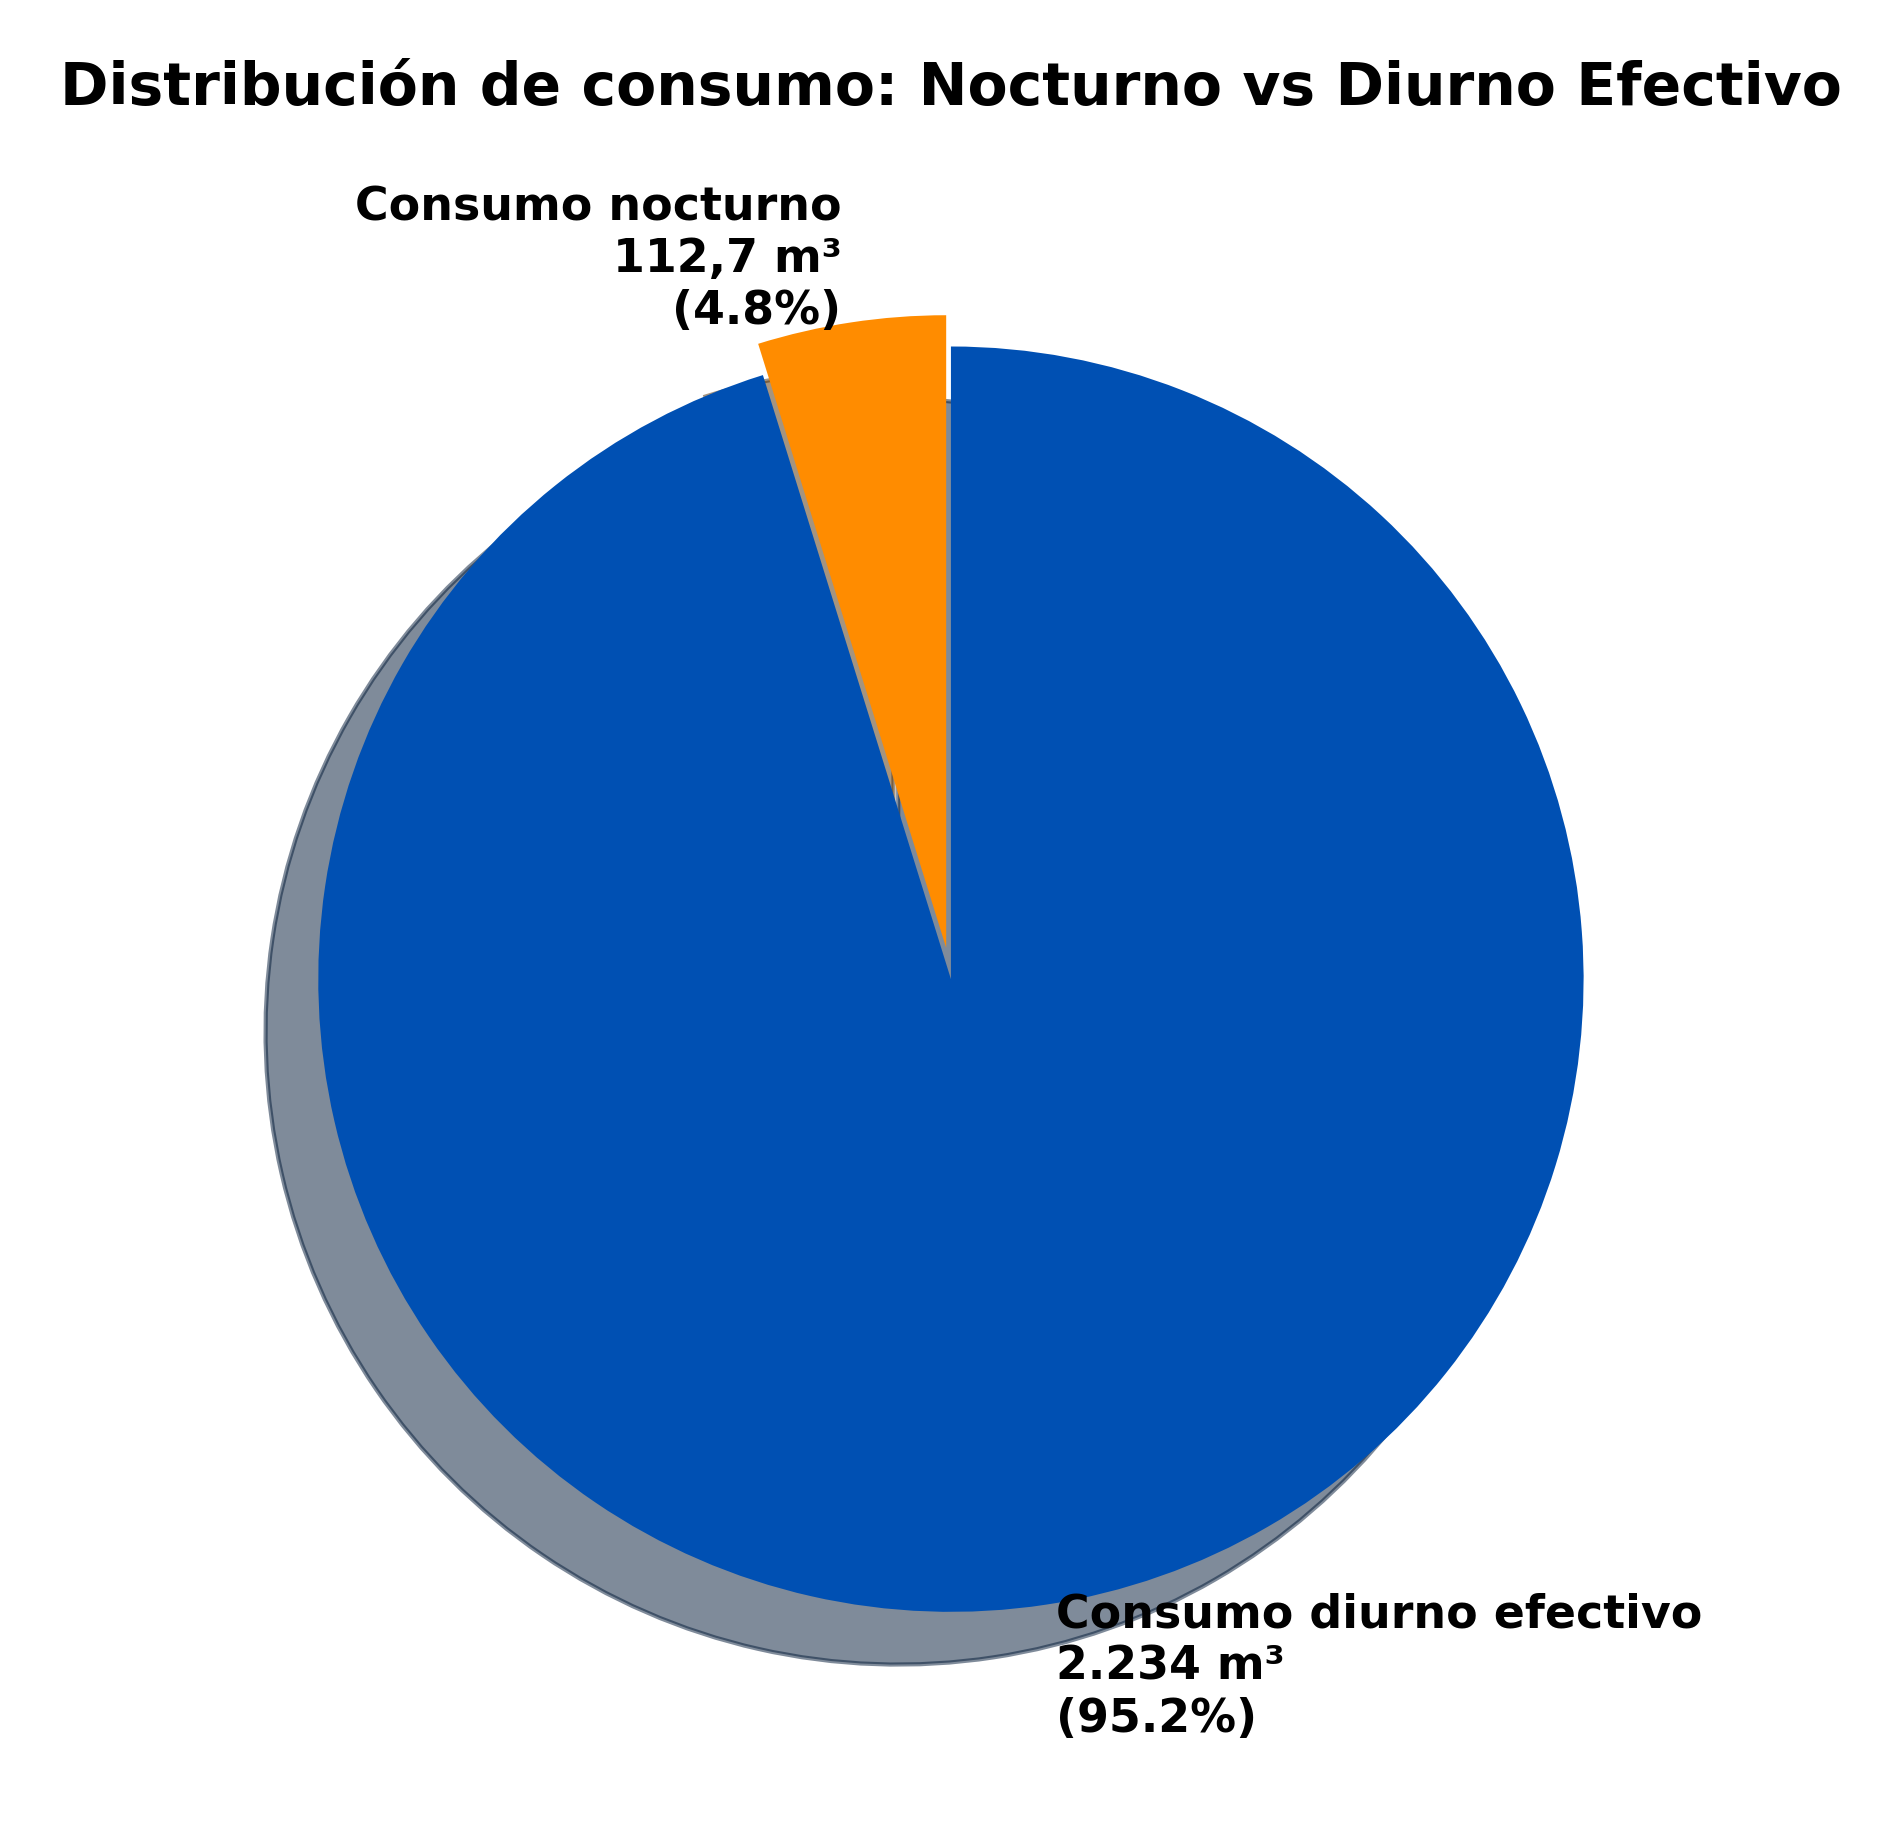 Distribución de consumo: Nocturno vs Diurno Efectivo
Consumo nocturno
112,7 m³
(4.8%)
Consumo diurno efectivo
2.234 m³
(95.2%)